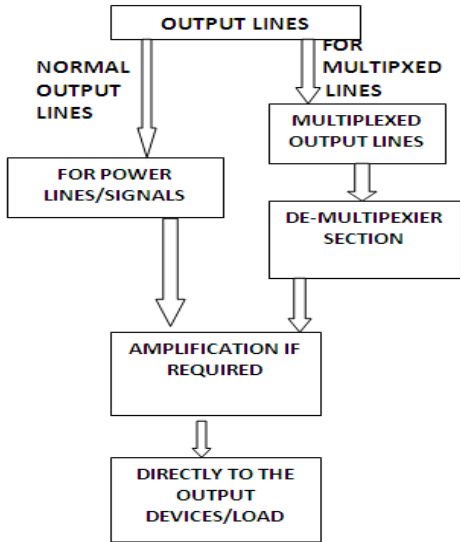 OUTPUT LINES
NORMAL
OUTPUT
LINES
FOR
MULTIPXED
LINES
MULTIPLEXED
OUTPUT LINES
FOR POWER
LINES/SIGNALS
DE-MULTIPEXIER
SECTION
AMPLIFICATION IF
REQUIRED
DIRECTLY TO THE
OUTPUT
DEVICES/LOAD